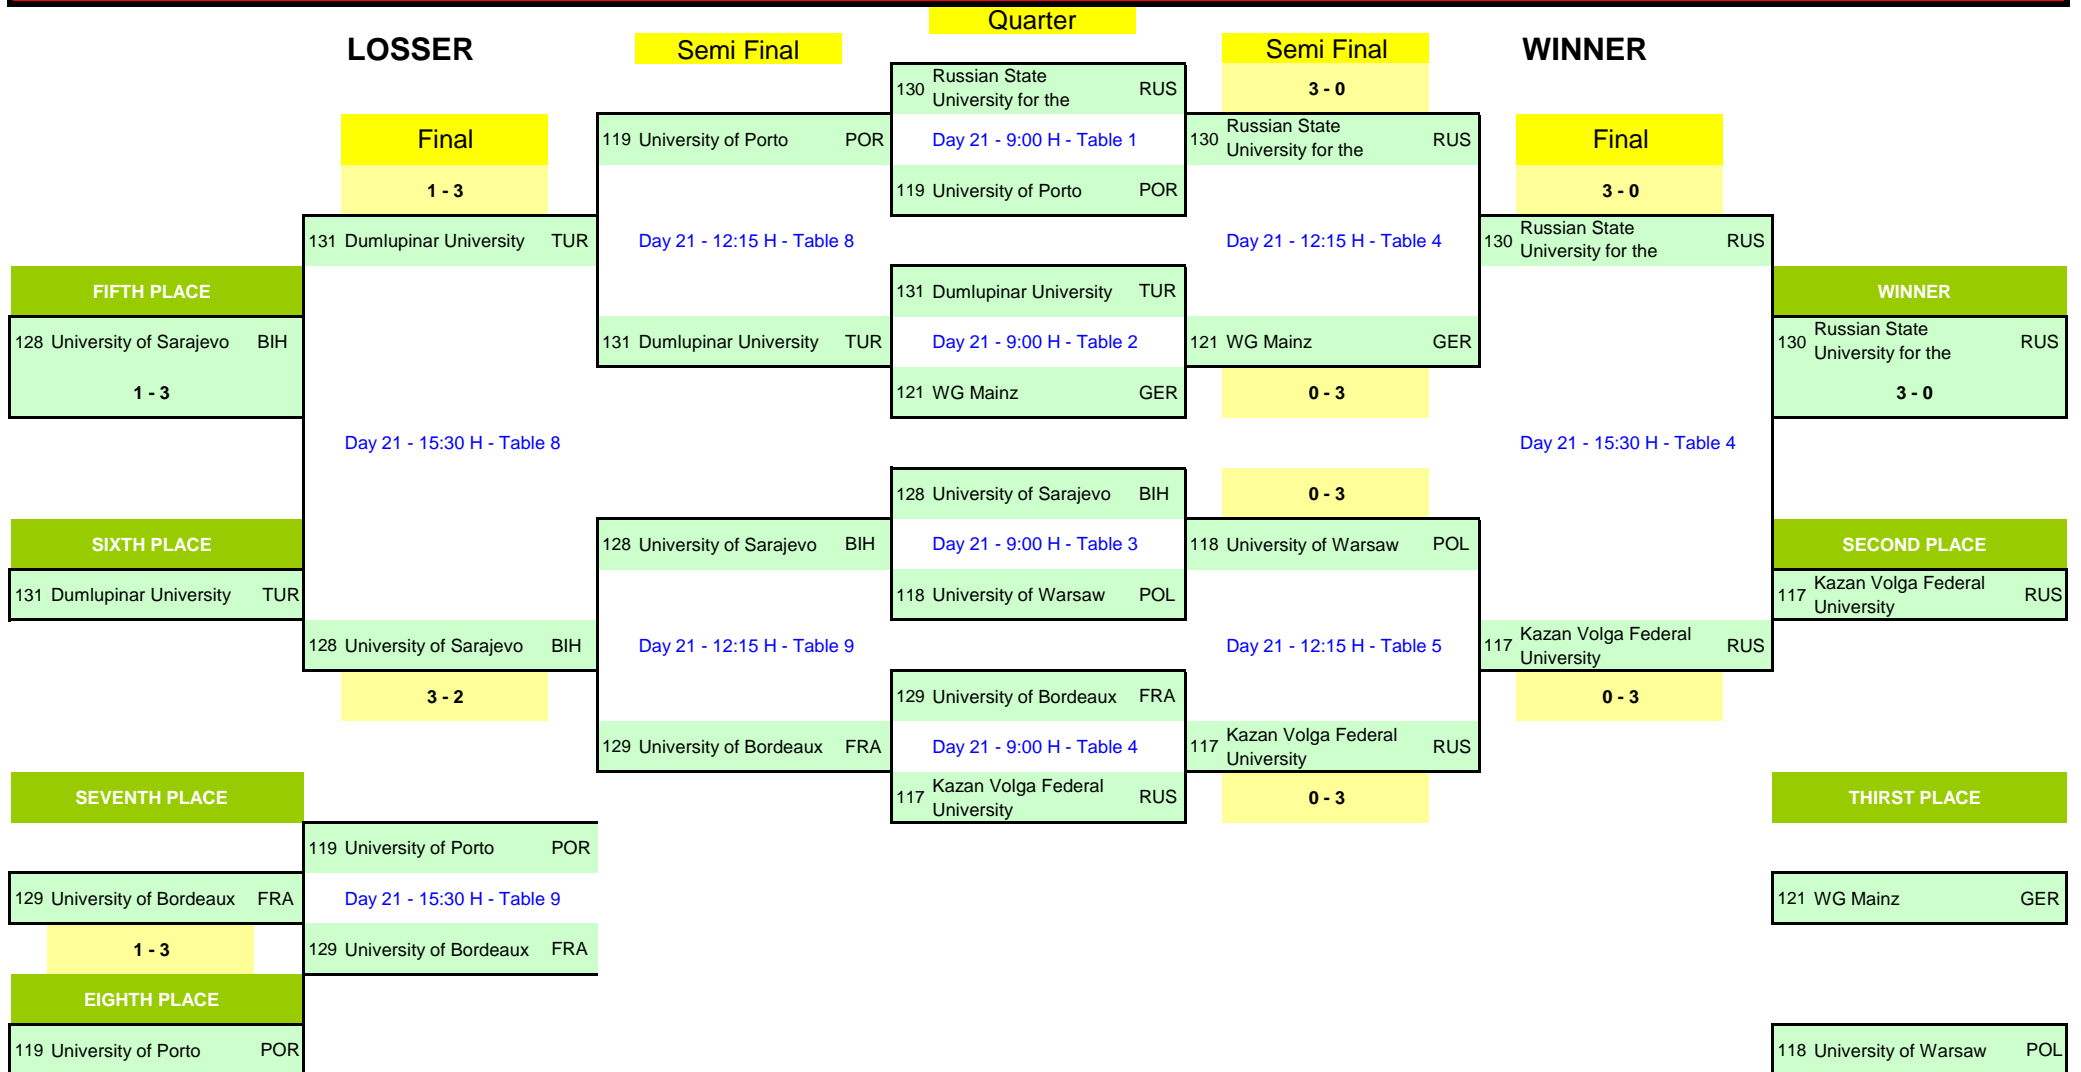 Quarter
LOSSER
Semi Final
Semi Final
WINNER
130 Russian State
University for the RUS
3 - 0
Final
119 University of Porto POR
Day 21 - 9:00 H - Table 1
130 Russian State
University for the RUS
Final
1 - 3
119 University of Porto POR
3 - 0
131 Dumlupinar University TUR
Day 21 - 12:15 H - Table 8
Day 21 - 12:15 H - Table 4
130 Russian State
University for the RUS
FIFTH PLACE
131 Dumlupinar University TUR
WINNER
128 University of Sarajevo BIH
131 Dumlupinar University TUR
Day 21 - 9:00 H - Table 2
121 WG Mainz GER
130 Russian State
University for the RUS
1 - 3
121 WG Mainz GER
0 - 3
3 - 0
Day 21 - 15:30 H - Table 8
Day 21 - 15:30 H - Table 4
128 University of Sarajevo BIH
0 - 3
SIXTH PLACE
128 University of Sarajevo BIH
Day 21 - 9:00 H - Table 3
118 University of Warsaw POL
SECOND PLACE
131 Dumlupinar University TUR
118 University of Warsaw POL
117 Kazan Volga Federal
University RUS
128 University of Sarajevo BIH
Day 21 - 12:15 H - Table 9
Day 21 - 12:15 H - Table 5
117 Kazan Volga Federal
University RUS
3 - 2
129 University of Bordeaux FRA
0 - 3
129 University of Bordeaux FRA
Day 21 - 9:00 H - Table 4
117 Kazan Volga Federal
University RUS
SEVENTH PLACE
117 Kazan Volga Federal
University RUS
0 - 3
THIRST PLACE
119 University of Porto POR
129 University of Bordeaux FRA
Day 21 - 15:30 H - Table 9
121 WG Mainz GER
1 - 3
129 University of Bordeaux FRA
EIGHTH PLACE
119 University of Porto POR
118 University of Warsaw POL